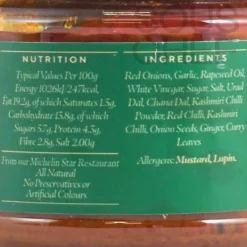 NUTRITION
Typical Values Per 100g
Energy 1026kJ/247kcal,
Fat 19.2g, of which Saturates 1.5g,
Carbohydrate 13.8g, of which
Sugars 5.7g, Protein 4.3g,
Fibre 2.8g, Salt 2.00g
From our Michelin Star Restaurant
All Natural
No Preservatives or
Artificial Colours
INGREDIENTS
Red Onions, Garlic, Rapeseed Oil,
White Vinegar, Sugar, Salt, Urad
Dal, Chana Dal, Kashmiri Chilli
Powder, Red Chilli, Kashmiri
Chilli, Onion Seeds, Ginger, Curry
Leaves
Allergens: Mustard, Lupin.